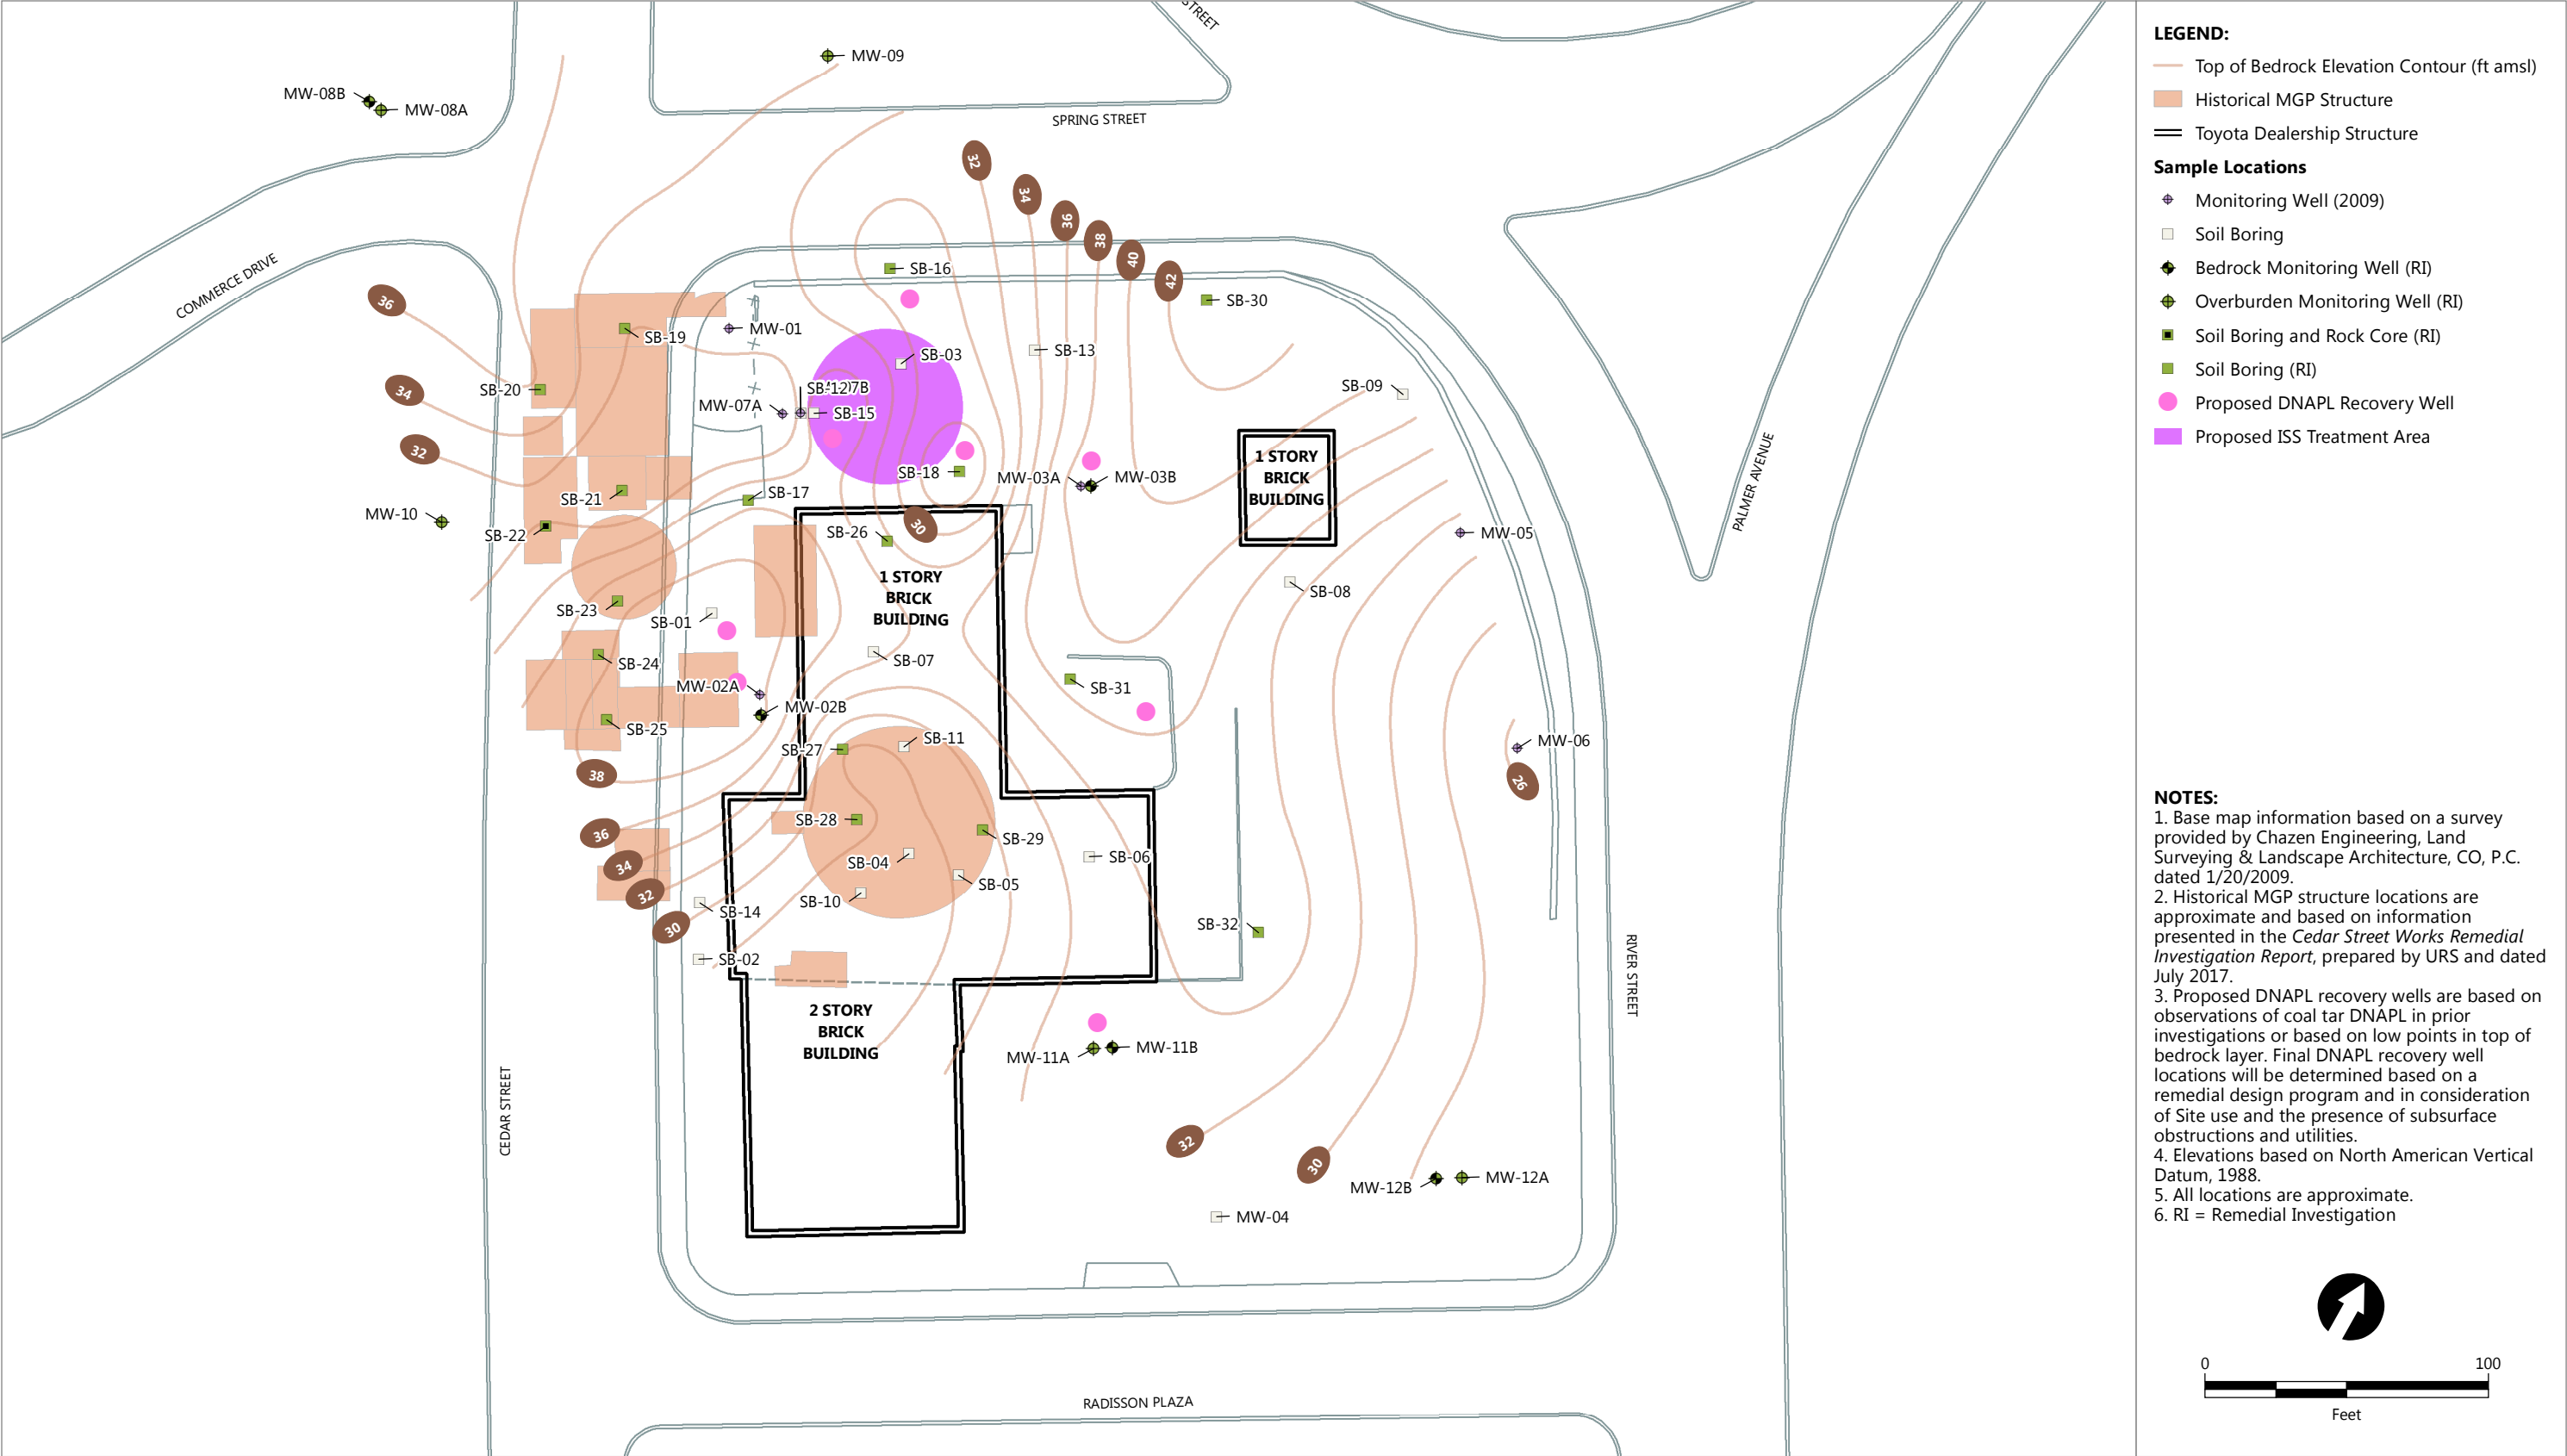 STREET
MW-09
MW-08B
MW-08A
SPRING STREET
COMMERCE DRIVE
32
34
36
38
40
42
SB-16
SB-30
36
MW-01
SB-19
SB-03
SB-13
34
SB-20
SB-09
MW-07A
SB-15
32
1 STORY
BRICK
BUILDING
PALMER AVENUE
SB-18
MW-03A
MW-03B
SB-21
SB-17
MW-10
SB-22
30
SB-26
MW-05
1 STORY
BRICK
BUILDING
SB-08
SB-23
SB-01
SB-07
SB-24
MW-02A
SB-31
MW-02B
SB-25
SB-11
SB-27
MW-06
38
26
SB-28
36
SB-29
SB-04
SB-06
34
SB-05
32
SB-10
SB-14
30
SB-32
SB-02
RIVER STREET
2 STORY
BRICK
BUILDING
MW-11A
MW-11B
CEDAR STREET
32
30
MW-12B
MW-12A
MW-04
RADISSON PLAZA
LEGEND:
Top of Bedrock Elevation Contour (ft amsl)
Historical MGP Structure
Toyota Dealership Structure
Sample Locations
Monitoring Well (2009)
Soil Boring
Bedrock Monitoring Well (RI)
Overburden Monitoring Well (RI)
Soil Boring and Rock Core (RI)
Soil Boring (RI)
Proposed DNAPL Recovery Well
Proposed ISS Treatment Area
NOTES:
1. Base map information based on a survey
provided by Chazen Engineering, Land
Surveying & Landscape Architecture, CO, P.C.
dated 1/20/2009.
2. Historical MGP structure locations are
approximate and based on information
presented in the Cedar Street Works Remedial
Investigation Report, prepared by URS and dated
July 2017.
3. Proposed DNAPL recovery wells are based on
observations of coal tar DNAPL in prior
investigations or based on low points in top of
bedrock layer. Final DNAPL recovery well
locations will be determined based on a
remedial design program and in consideration
of Site use and the presence of subsurface
obstructions and utilities.
4. Elevations based on North American Vertical
Datum, 1988.
5. All locations are approximate.
6. RI = Remedial Investigation
0 100
Feet